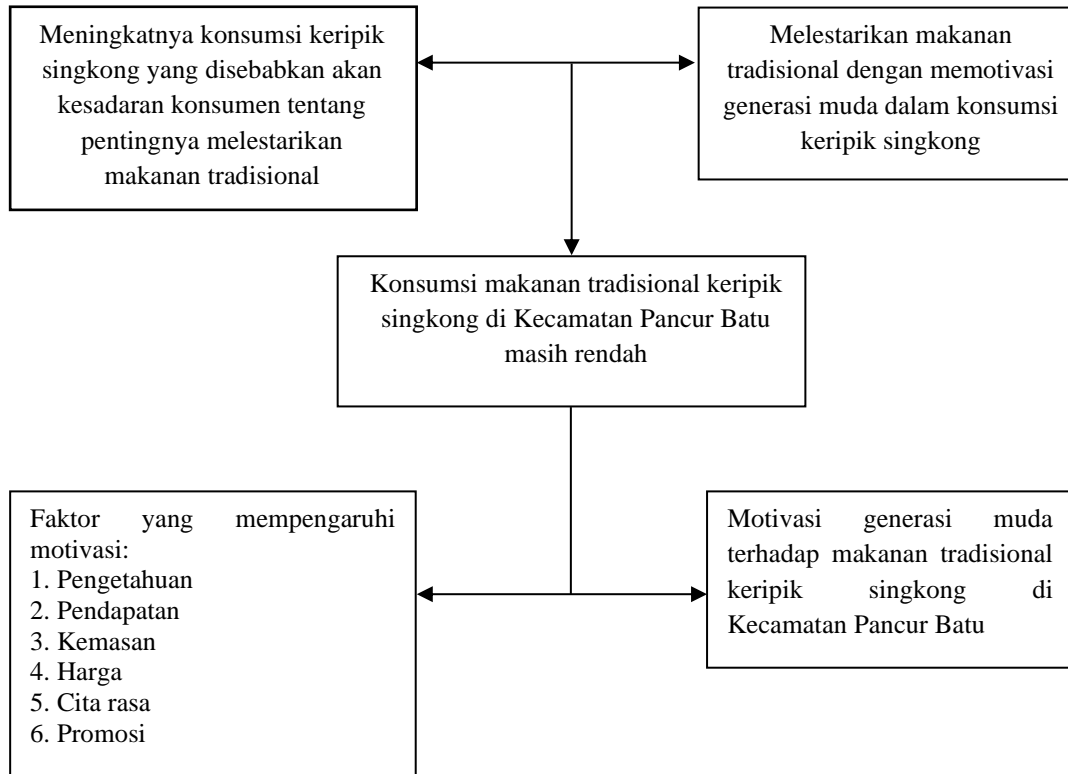 Meningkatnya konsumsi keripik
singkong yang disebabkan akan
kesadaran konsumen tentang
pentingnya melestarikan
makanan tradisional
Melestarikan makanan
tradisional dengan memotivasi
generasi muda dalam konsumsi
keripik singkong
Konsumsi makanan tradisional keripik
singkong di Kecamatan Pancur Batu
masih rendah
Faktor yang mempengaruhi
motivasi:
1. Pengetahuan
2. Pendapatan
3. Kemasan
4. Harga
5. Cita rasa
6. Promosi
Motivasi generasi muda
terhadap makanan tradisional
keripik singkong di
Kecamatan Pancur Batu